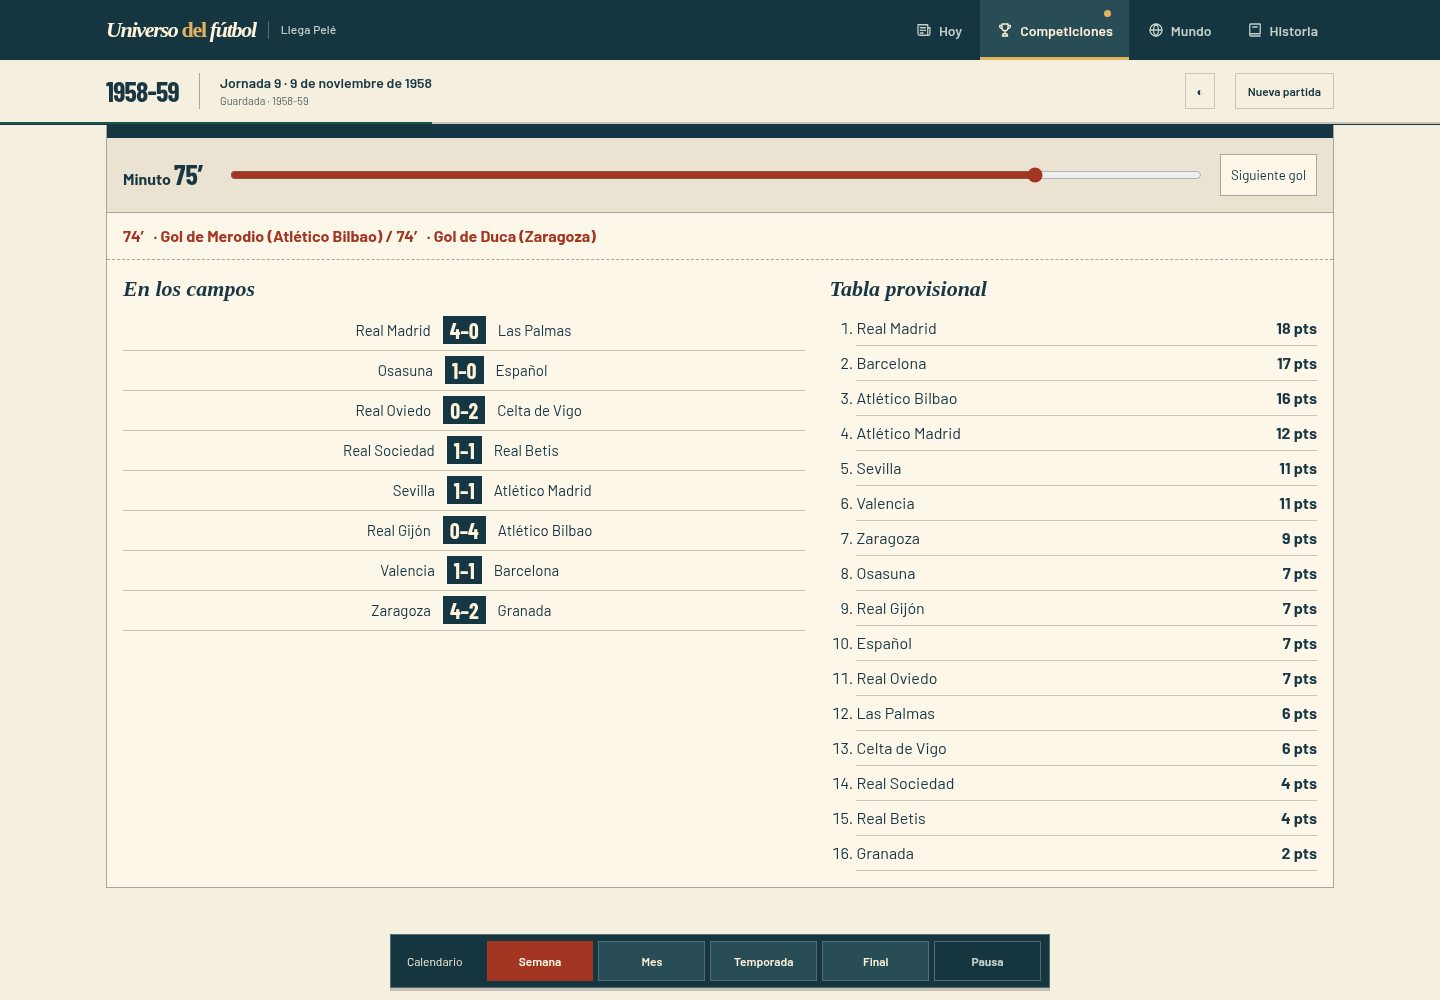 Universo del fútbol
Llega Pelé
Hoy
Competiciones
Mundo
Historia
1958-59
Jornada 9 · 9 de noviembre de 1958
Guardada · 1958-59
Nueva partida
Minuto 75′
Siguiente gol
74′ · Gol de Merodio (Atlético Bilbao) / 74′ · Gol de Duca (Zaragoza)
En los campos
Real Madrid 4–0 Las Palmas
Osasuna 1–0 Español
Real Oviedo 0–2 Celta de Vigo
Real Sociedad 1–1 Real Betis
Sevilla 1–1 Atlético Madrid
Real Gijón 0–4 Atlético Bilbao
Valencia 1–1 Barcelona
Zaragoza 4–2 Granada
Tabla provisional
1. Real Madrid 18 pts
2. Barcelona 17 pts
3. Atlético Bilbao 16 pts
4. Atlético Madrid 12 pts
5. Sevilla 11 pts
6. Valencia 11 pts
7. Zaragoza 9 pts
8. Osasuna 7 pts
9. Real Gijón 7 pts
10. Español 7 pts
11. Real Oviedo 7 pts
12. Las Palmas 6 pts
13. Celta de Vigo 6 pts
14. Real Sociedad 4 pts
15. Real Betis 4 pts
16. Granada 2 pts
Calendario
Semana
Mes
Temporada
Final
Pausa